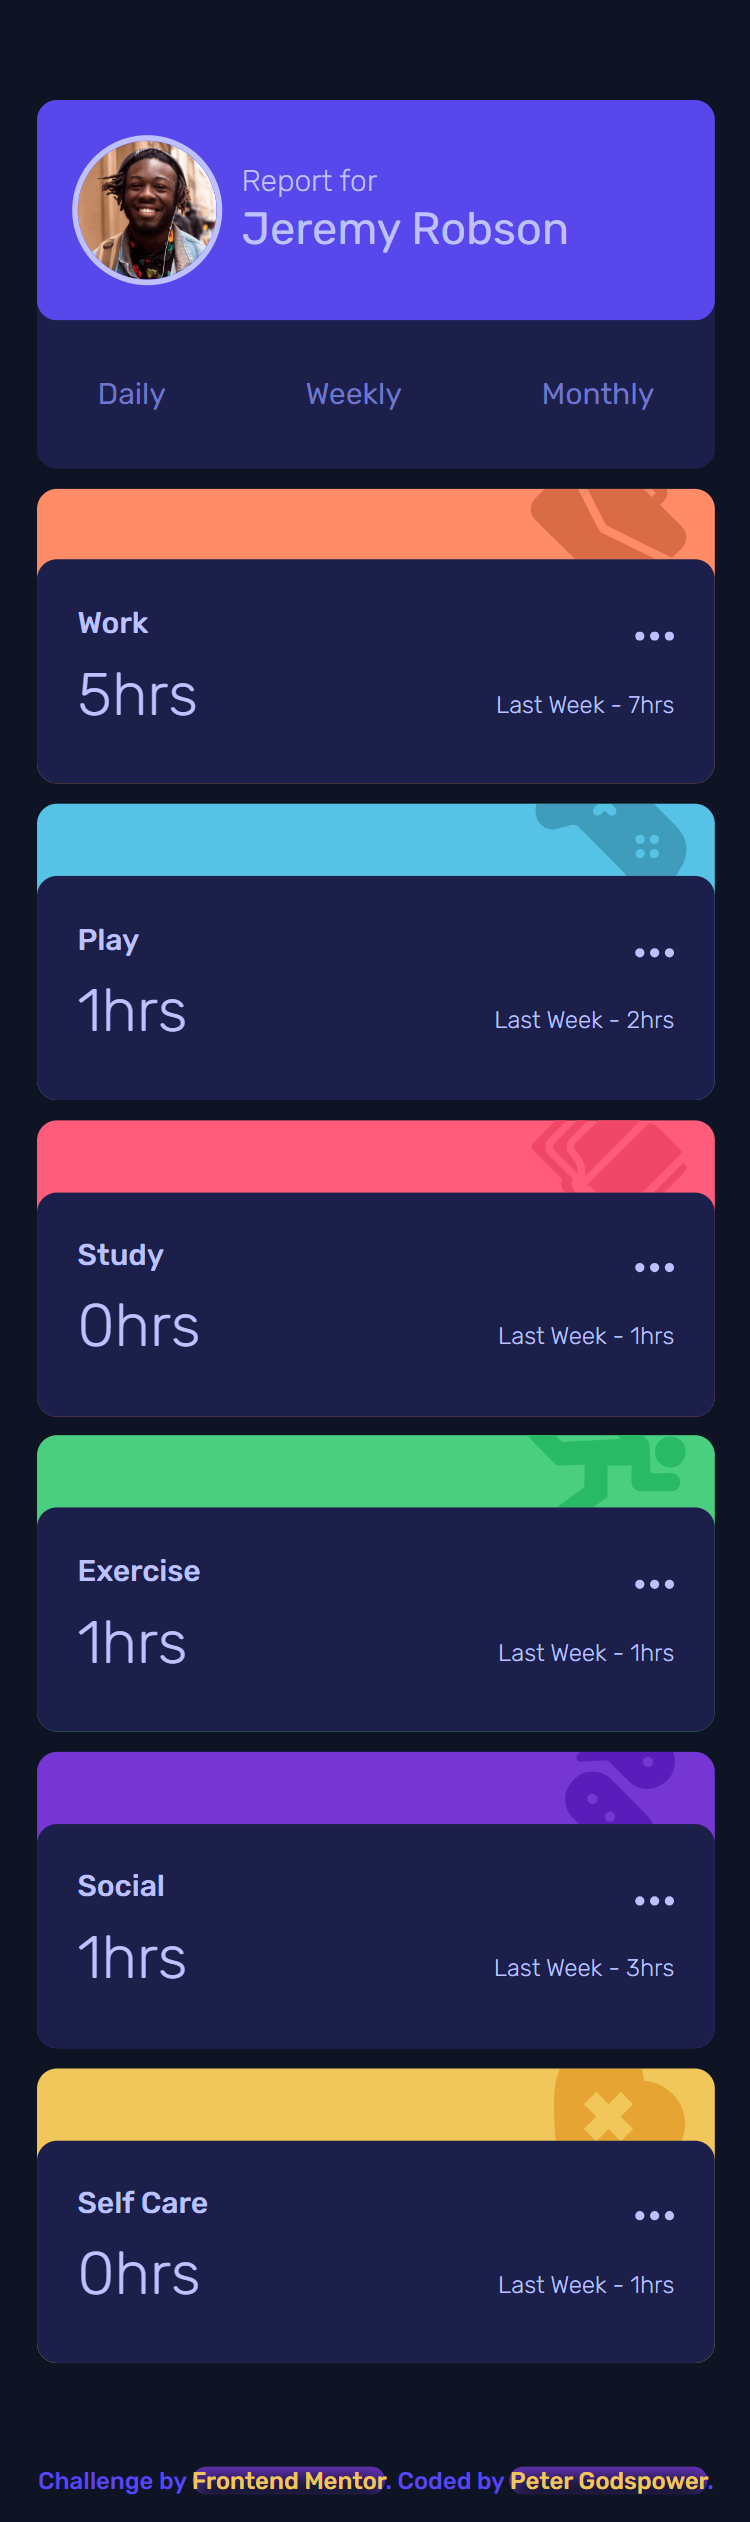 Report for
Jeremy Robson
Daily Weekly Monthly
Work
5hrs
Last Week - 7hrs
Play
1hrs
Last Week - 2hrs
Study
0hrs
Last Week - 1hrs
Exercise
1hrs
Last Week - 1hrs
Social
1hrs
Last Week - 3hrs
Self Care
0hrs
Last Week - 1hrs
Challenge by Frontend Mentor. Coded by Peter Godspower.